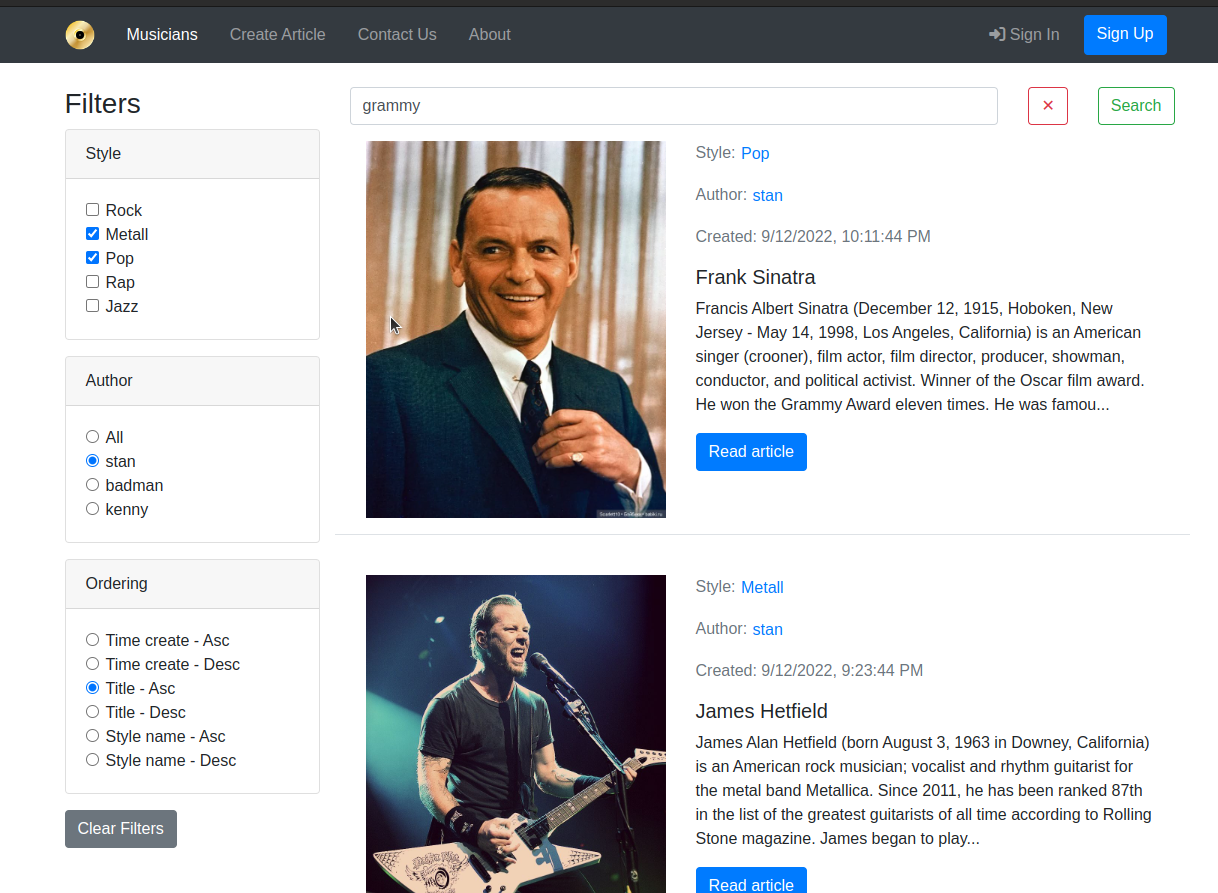 Musicians Create Article Contact Us About Sign In Sign Up
Filters
Style
Rock
Metall
Pop
Rap
Jazz
Author
All
stan
badman
kenny
Ordering
Time create - Asc
Time create - Desc
Title - Asc
Title - Desc
Style name - Asc
Style name - Desc
Clear Filters
grammy
Search
Style: Pop
Author: stan
Created: 9/12/2022, 10:11:44 PM
Frank Sinatra
Francis Albert Sinatra (December 12, 1915, Hoboken, New
Jersey - May 14, 1998, Los Angeles, California) is an American
singer (crooner), film actor, film director, producer, showman,
conductor, and political activist. Winner of the Oscar film award.
He won the Grammy Award eleven times. He was famou...
Read article
Style: Metall
Author: stan
Created: 9/12/2022, 9:23:44 PM
James Hetfield
James Alan Hetfield (born August 3, 1963 in Downey, California)
is an American rock musician; vocalist and rhythm guitarist for
the metal band Metallica. Since 2011, he has been ranked 87th
in the list of the greatest guitarists of all time according to Rolling
Stone magazine. James began to play...
Read article